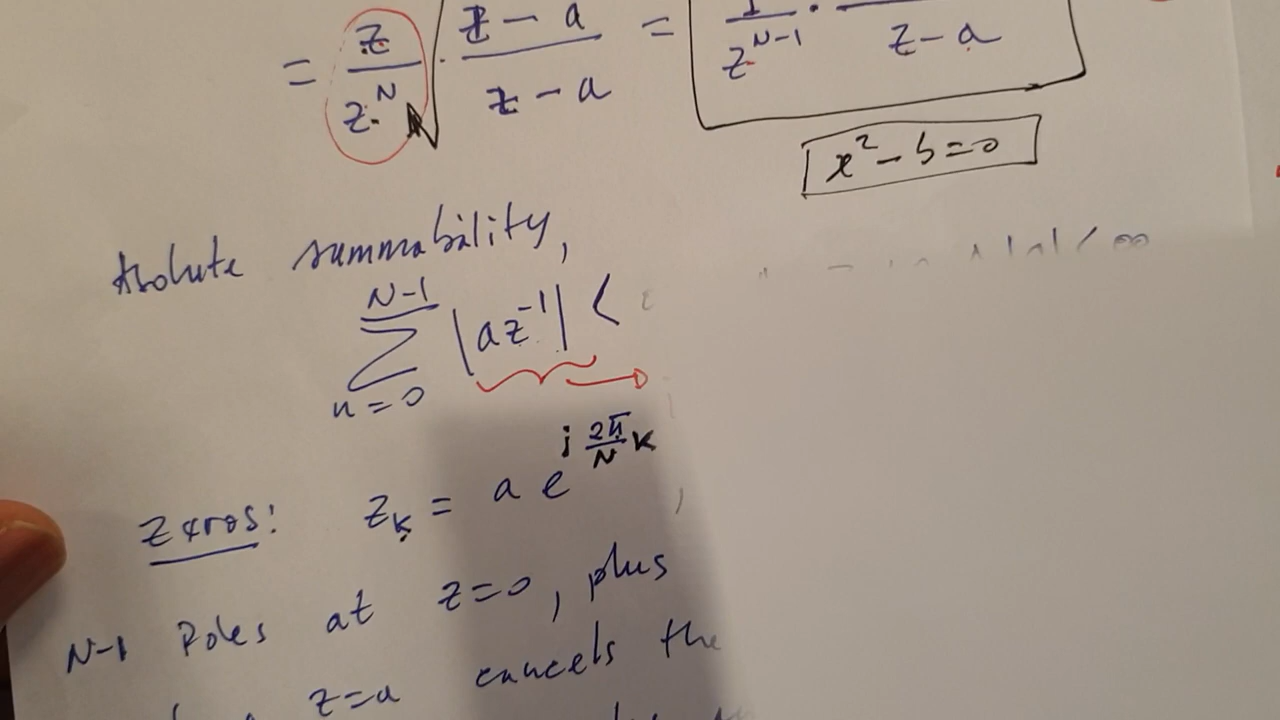 = z / z^N · z - a / z - a = 1 / z^{N-1} · z - a
x² - b = 0
Absolute summability,
∑_{n=0}^{N-1} |az^{-1}| <
∞
Zeros: z_k = a e^{j 2π/N k} ,
N-1 Poles at z=0, plus
z=a cancels the